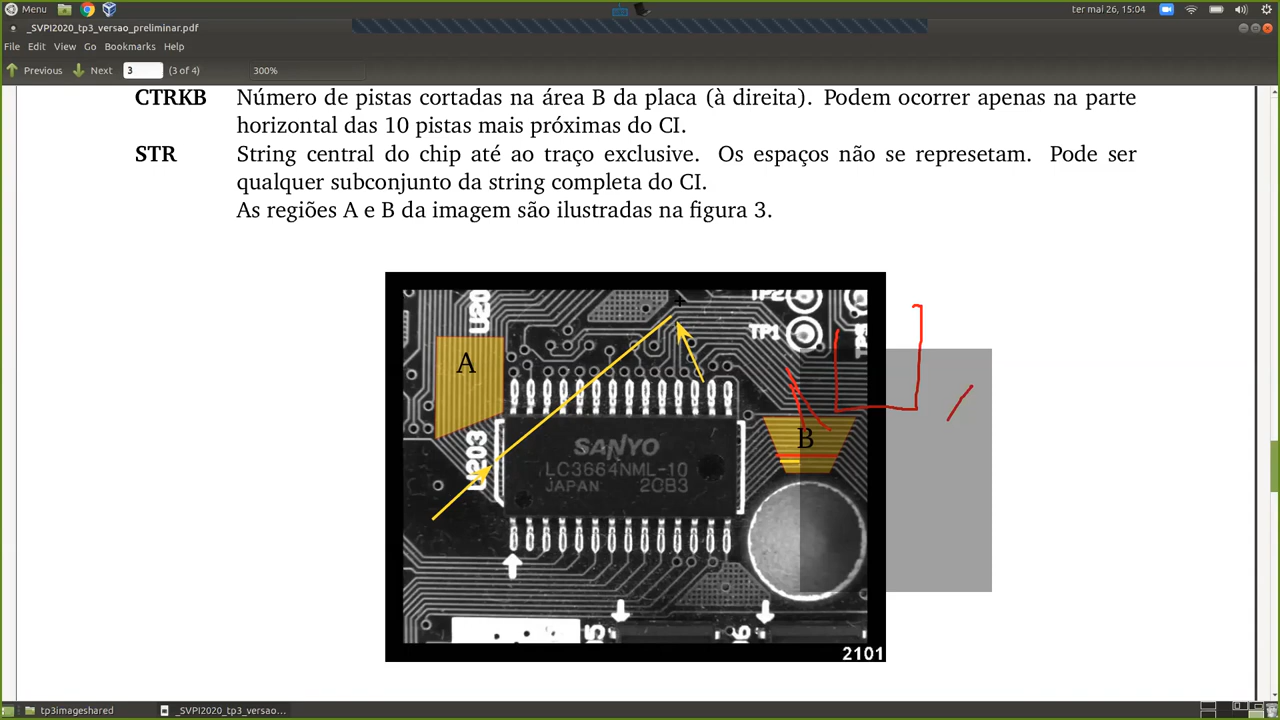 Menu
ter mai 26, 15:04
_SVPI2020_tp3_versao_preliminar.pdf
File Edit View Go Bookmarks Help
Previous Next 3 (3 of 4) 300%
CTRKB Número de pistas cortadas na área B da placa (à direita). Podem ocorrer apenas na parte
horizontal das 10 pistas mais próximas do CI.
STR String central do chip até ao traço exclusive. Os espaços não se represetam. Pode ser
qualquer subconjunto da string completa do CI.
As regiões A e B da imagem são ilustradas na figura 3.
U20
TP2
TP1
A
B
U203
SANYO
LC3664NML-10
JAPAN 2CB3
2101
tp3imageshared
_SVPI2020_tp3_versao...